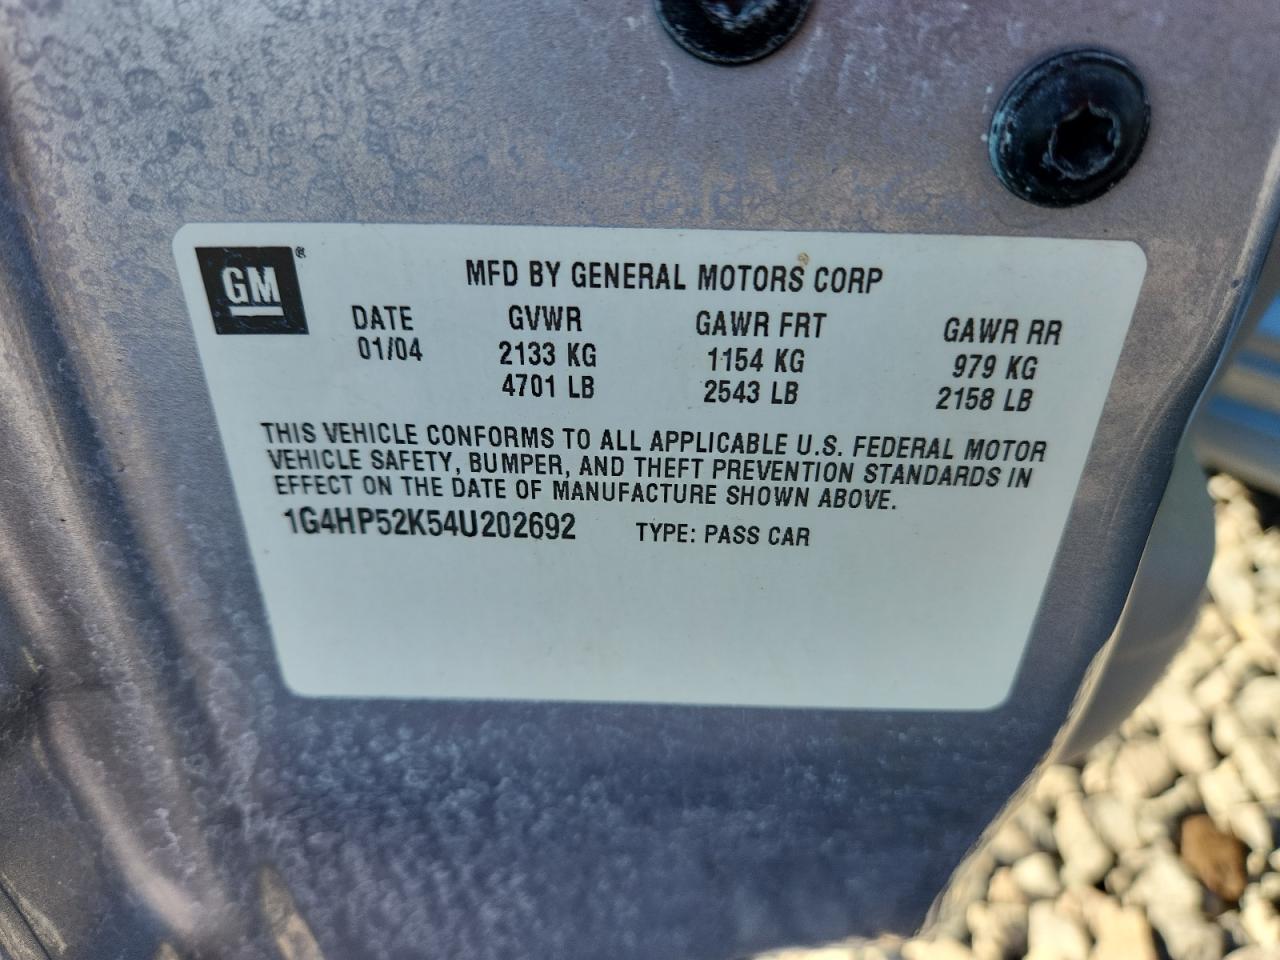 GM ®
MFD BY GENERAL MOTORS CORP
DATE GVWR GAWR FRT GAWR RR
01/04 2133 KG 1154 KG 979 KG
4701 LB 2543 LB 2158 LB
THIS VEHICLE CONFORMS TO ALL APPLICABLE U.S. FEDERAL MOTOR
VEHICLE SAFETY, BUMPER, AND THEFT PREVENTION STANDARDS IN
EFFECT ON THE DATE OF MANUFACTURE SHOWN ABOVE.
1G4HP52K54U202692 TYPE: PASS CAR